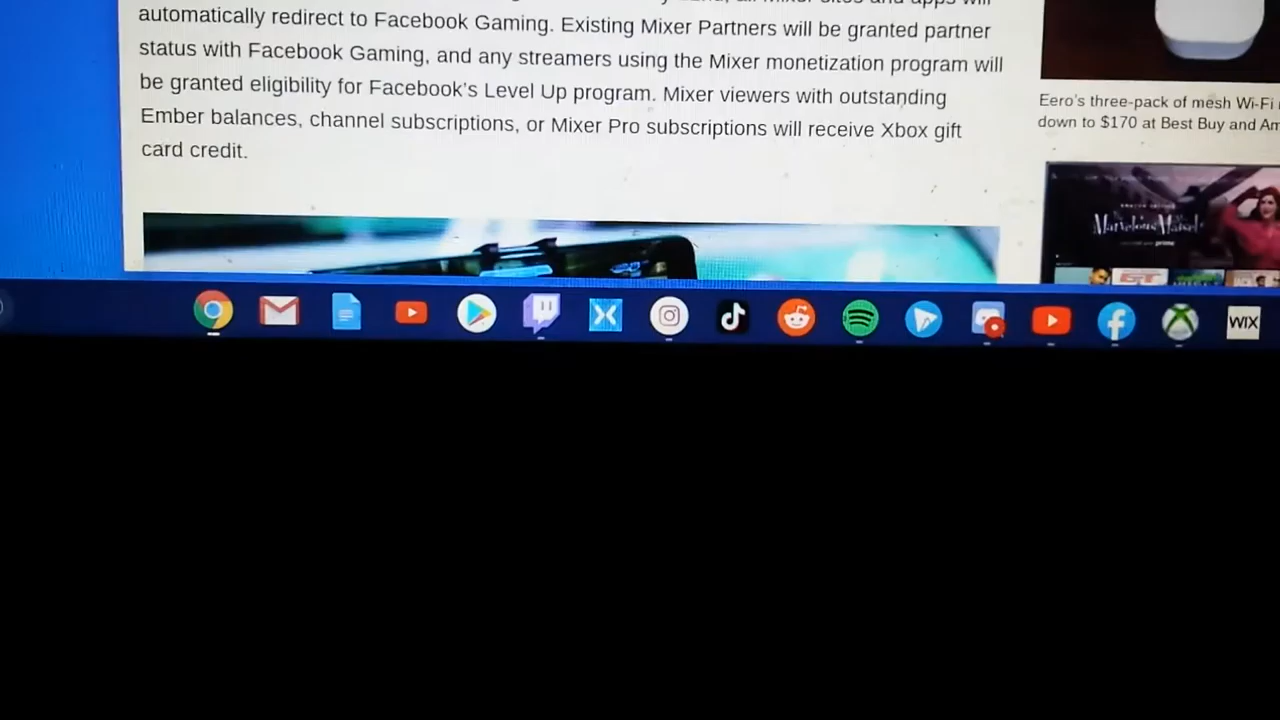 automatically redirect to Facebook Gaming. Existing Mixer Partners will be granted partner
status with Facebook Gaming, and any streamers using the Mixer monetization program will
be granted eligibility for Facebook's Level Up program. Mixer viewers with outstanding
Ember balances, channel subscriptions, or Mixer Pro subscriptions will receive Xbox gift
card credit.
Eero's three-pack of mesh Wi-Fi
down to $170 at Best Buy and Am
WIX